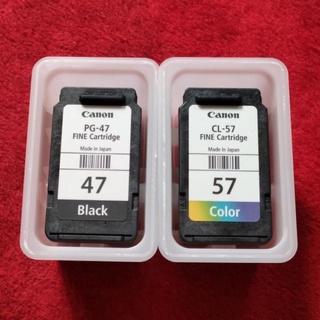 Canon
PG-47
FINE Cartridge
Made in Japan
47
Black
Canon
CL-57
FINE Cartridge
Made in Japan
57
Color